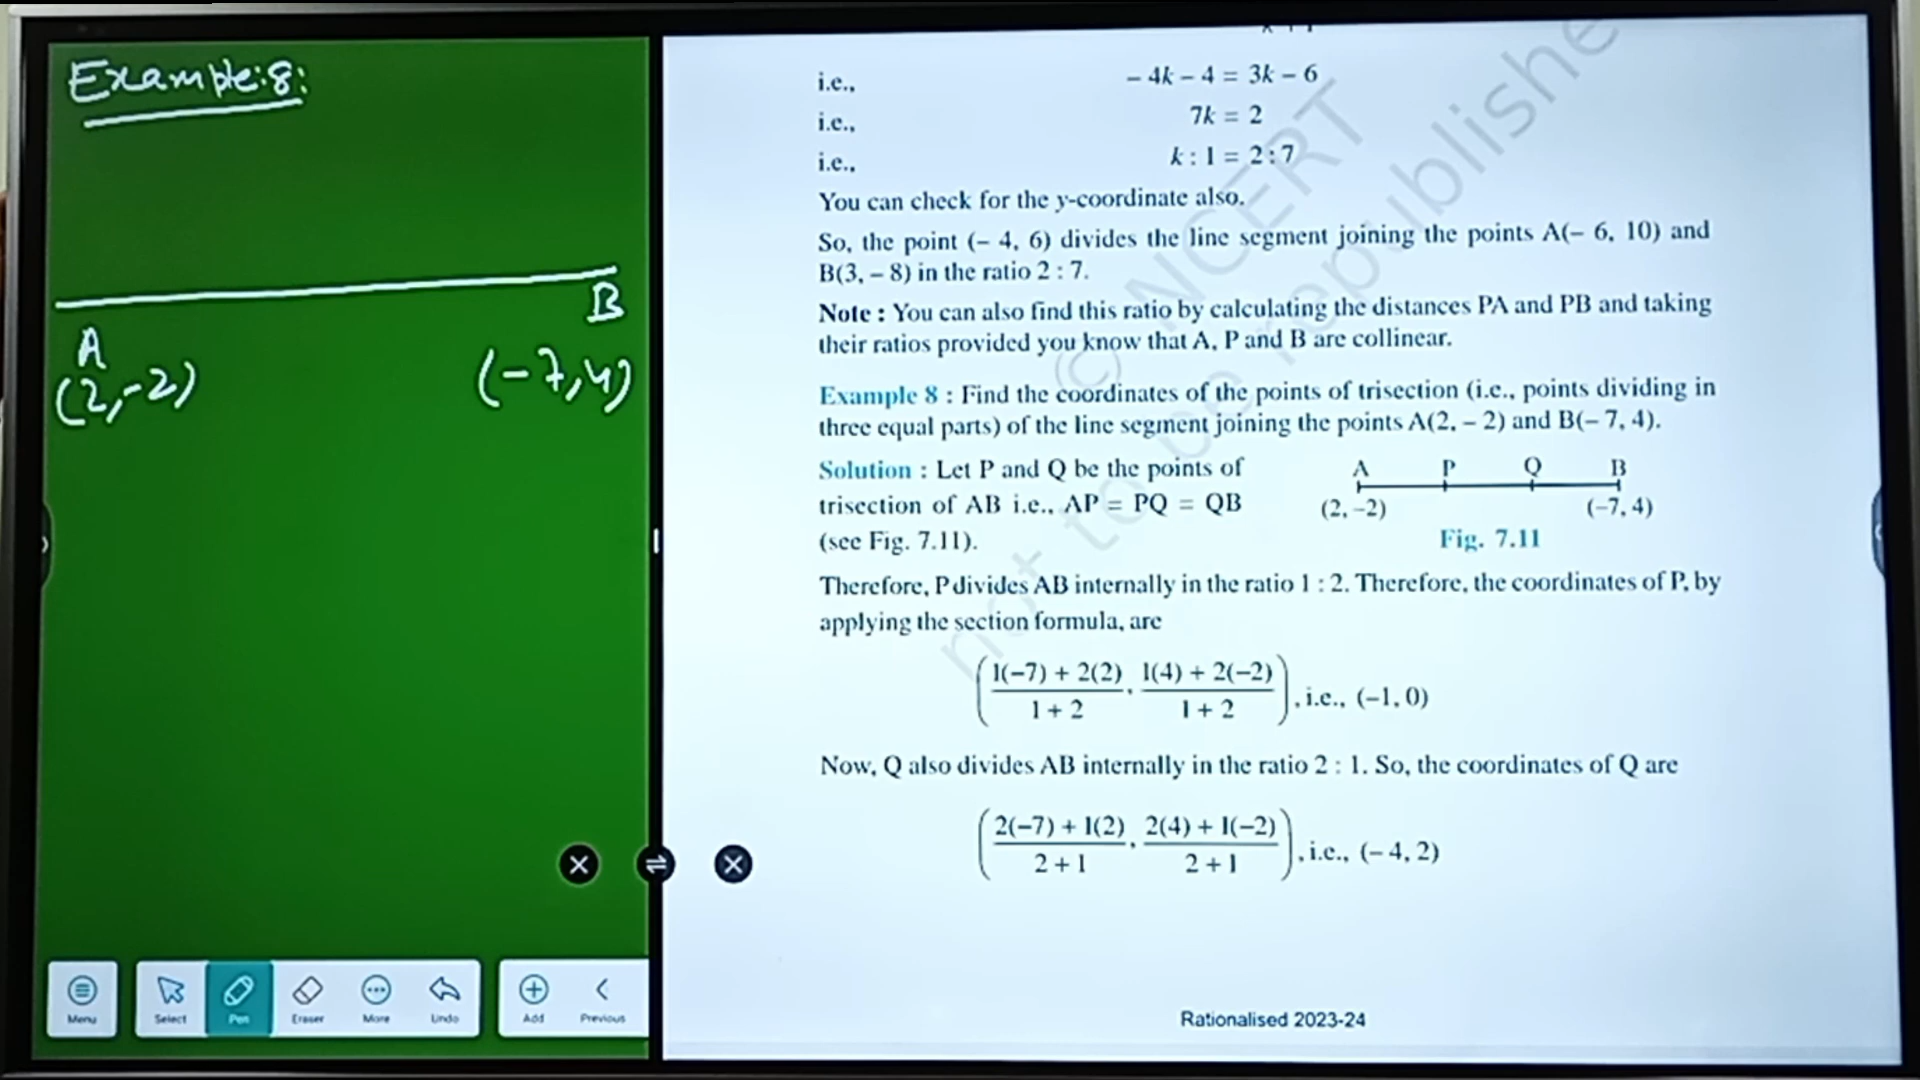 Example:8:
A
B
(2,-2)
(-7,4)
i.e., - 4k - 4 = 3k - 6
i.e., 7k = 2
i.e., k : 1 = 2 : 7
You can check for the y-coordinate also.
So, the point (- 4, 6) divides the line segment joining the points A(- 6, 10) and
B(3, - 8) in the ratio 2 : 7.
Note : You can also find this ratio by calculating the distances PA and PB and taking
their ratios provided you know that A, P and B are collinear.
Example 8 : Find the coordinates of the points of trisection (i.e., points dividing in
three equal parts) of the line segment joining the points A(2, - 2) and B(- 7, 4).
Solution : Let P and Q be the points of
trisection of AB i.e., AP = PQ = QB
(see Fig. 7.11).
A P Q B
(2, -2) (-7, 4)
Fig. 7.11
Therefore, P divides AB internally in the ratio 1 : 2. Therefore, the coordinates of P, by
applying the section formula, are
(1(-7) + 2(2) / 1 + 2, 1(4) + 2(-2) / 1 + 2), i.e., (-1, 0)
Now, Q also divides AB internally in the ratio 2 : 1. So, the coordinates of Q are
(2(-7) + 1(2) / 2 + 1, 2(4) + 1(-2) / 2 + 1), i.e., (- 4, 2)
Rationalised 2023-24
© NCERT
not to be republishe
Menu Select Pen Eraser More Undo Add Previous